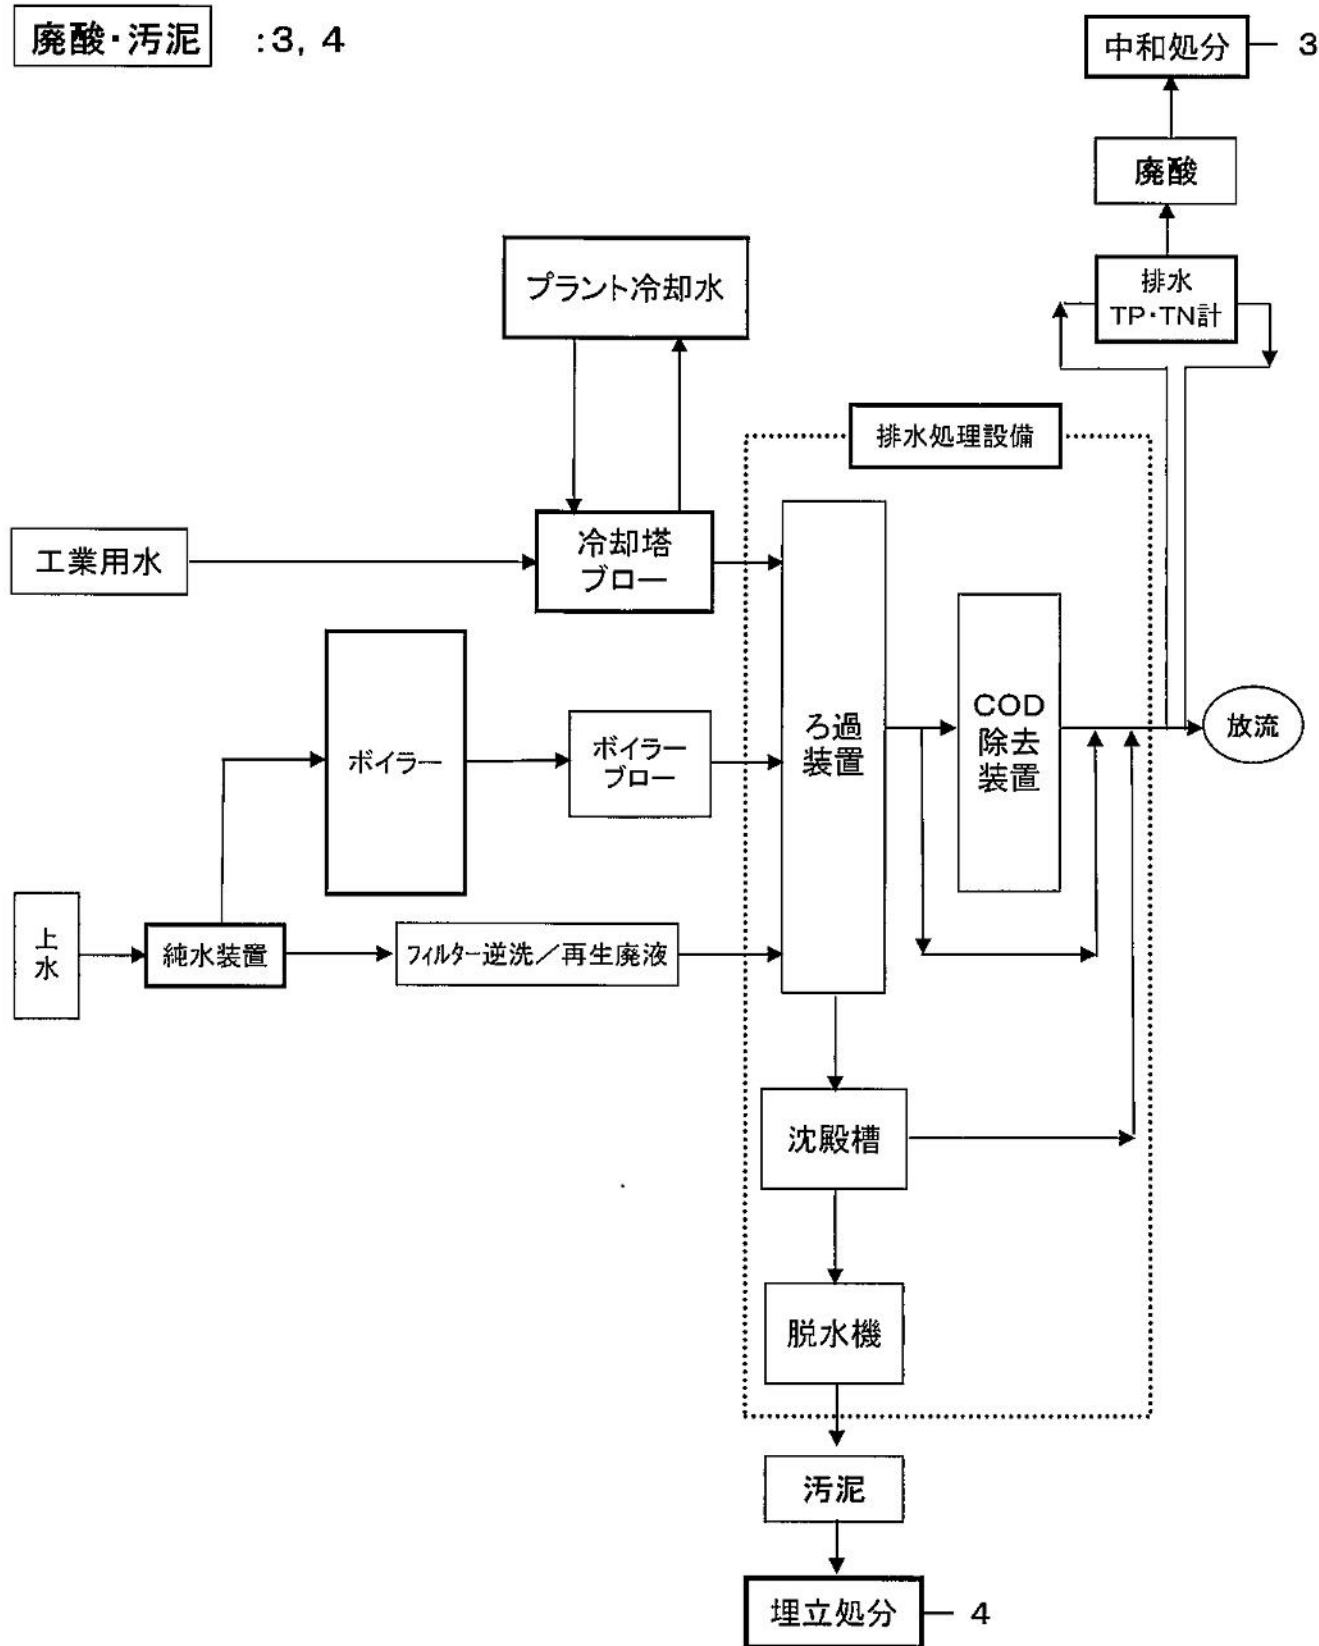 廃酸・汚泥 :3, 4
中和処分 3
廃酸
排水
TP・TN計
プラント冷却水
排水処理設備
工業用水
冷却塔
ブロー
ボイラー
ボイラー
ブロー
ろ過
装置
COD
除去
装置
放流
上
水
純水装置
フィルター逆洗／再生廃液
沈殿槽
脱水機
汚泥
埋立処分 4